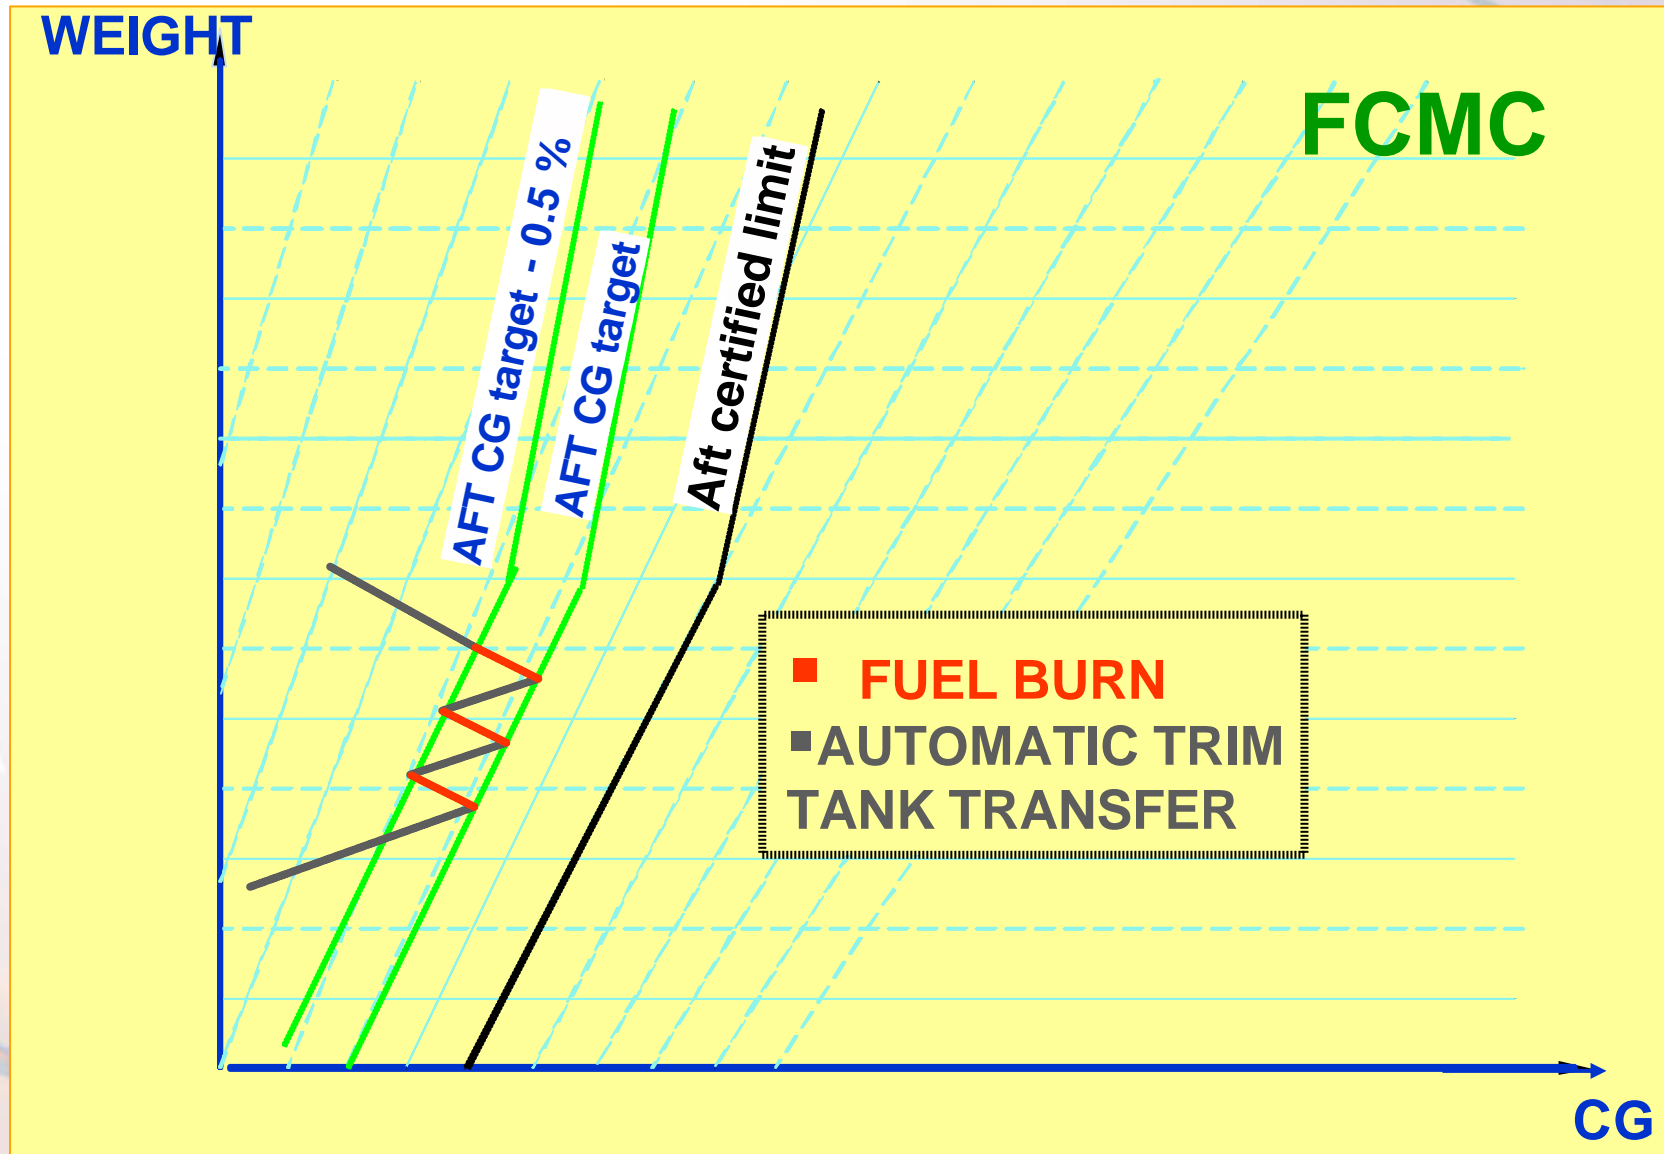 WEIGHT
FCMC
AFT CG target - 0.5 %
AFT CG target
Aft certified limit
FUEL BURN
AUTOMATIC TRIM
TANK TRANSFER
CG